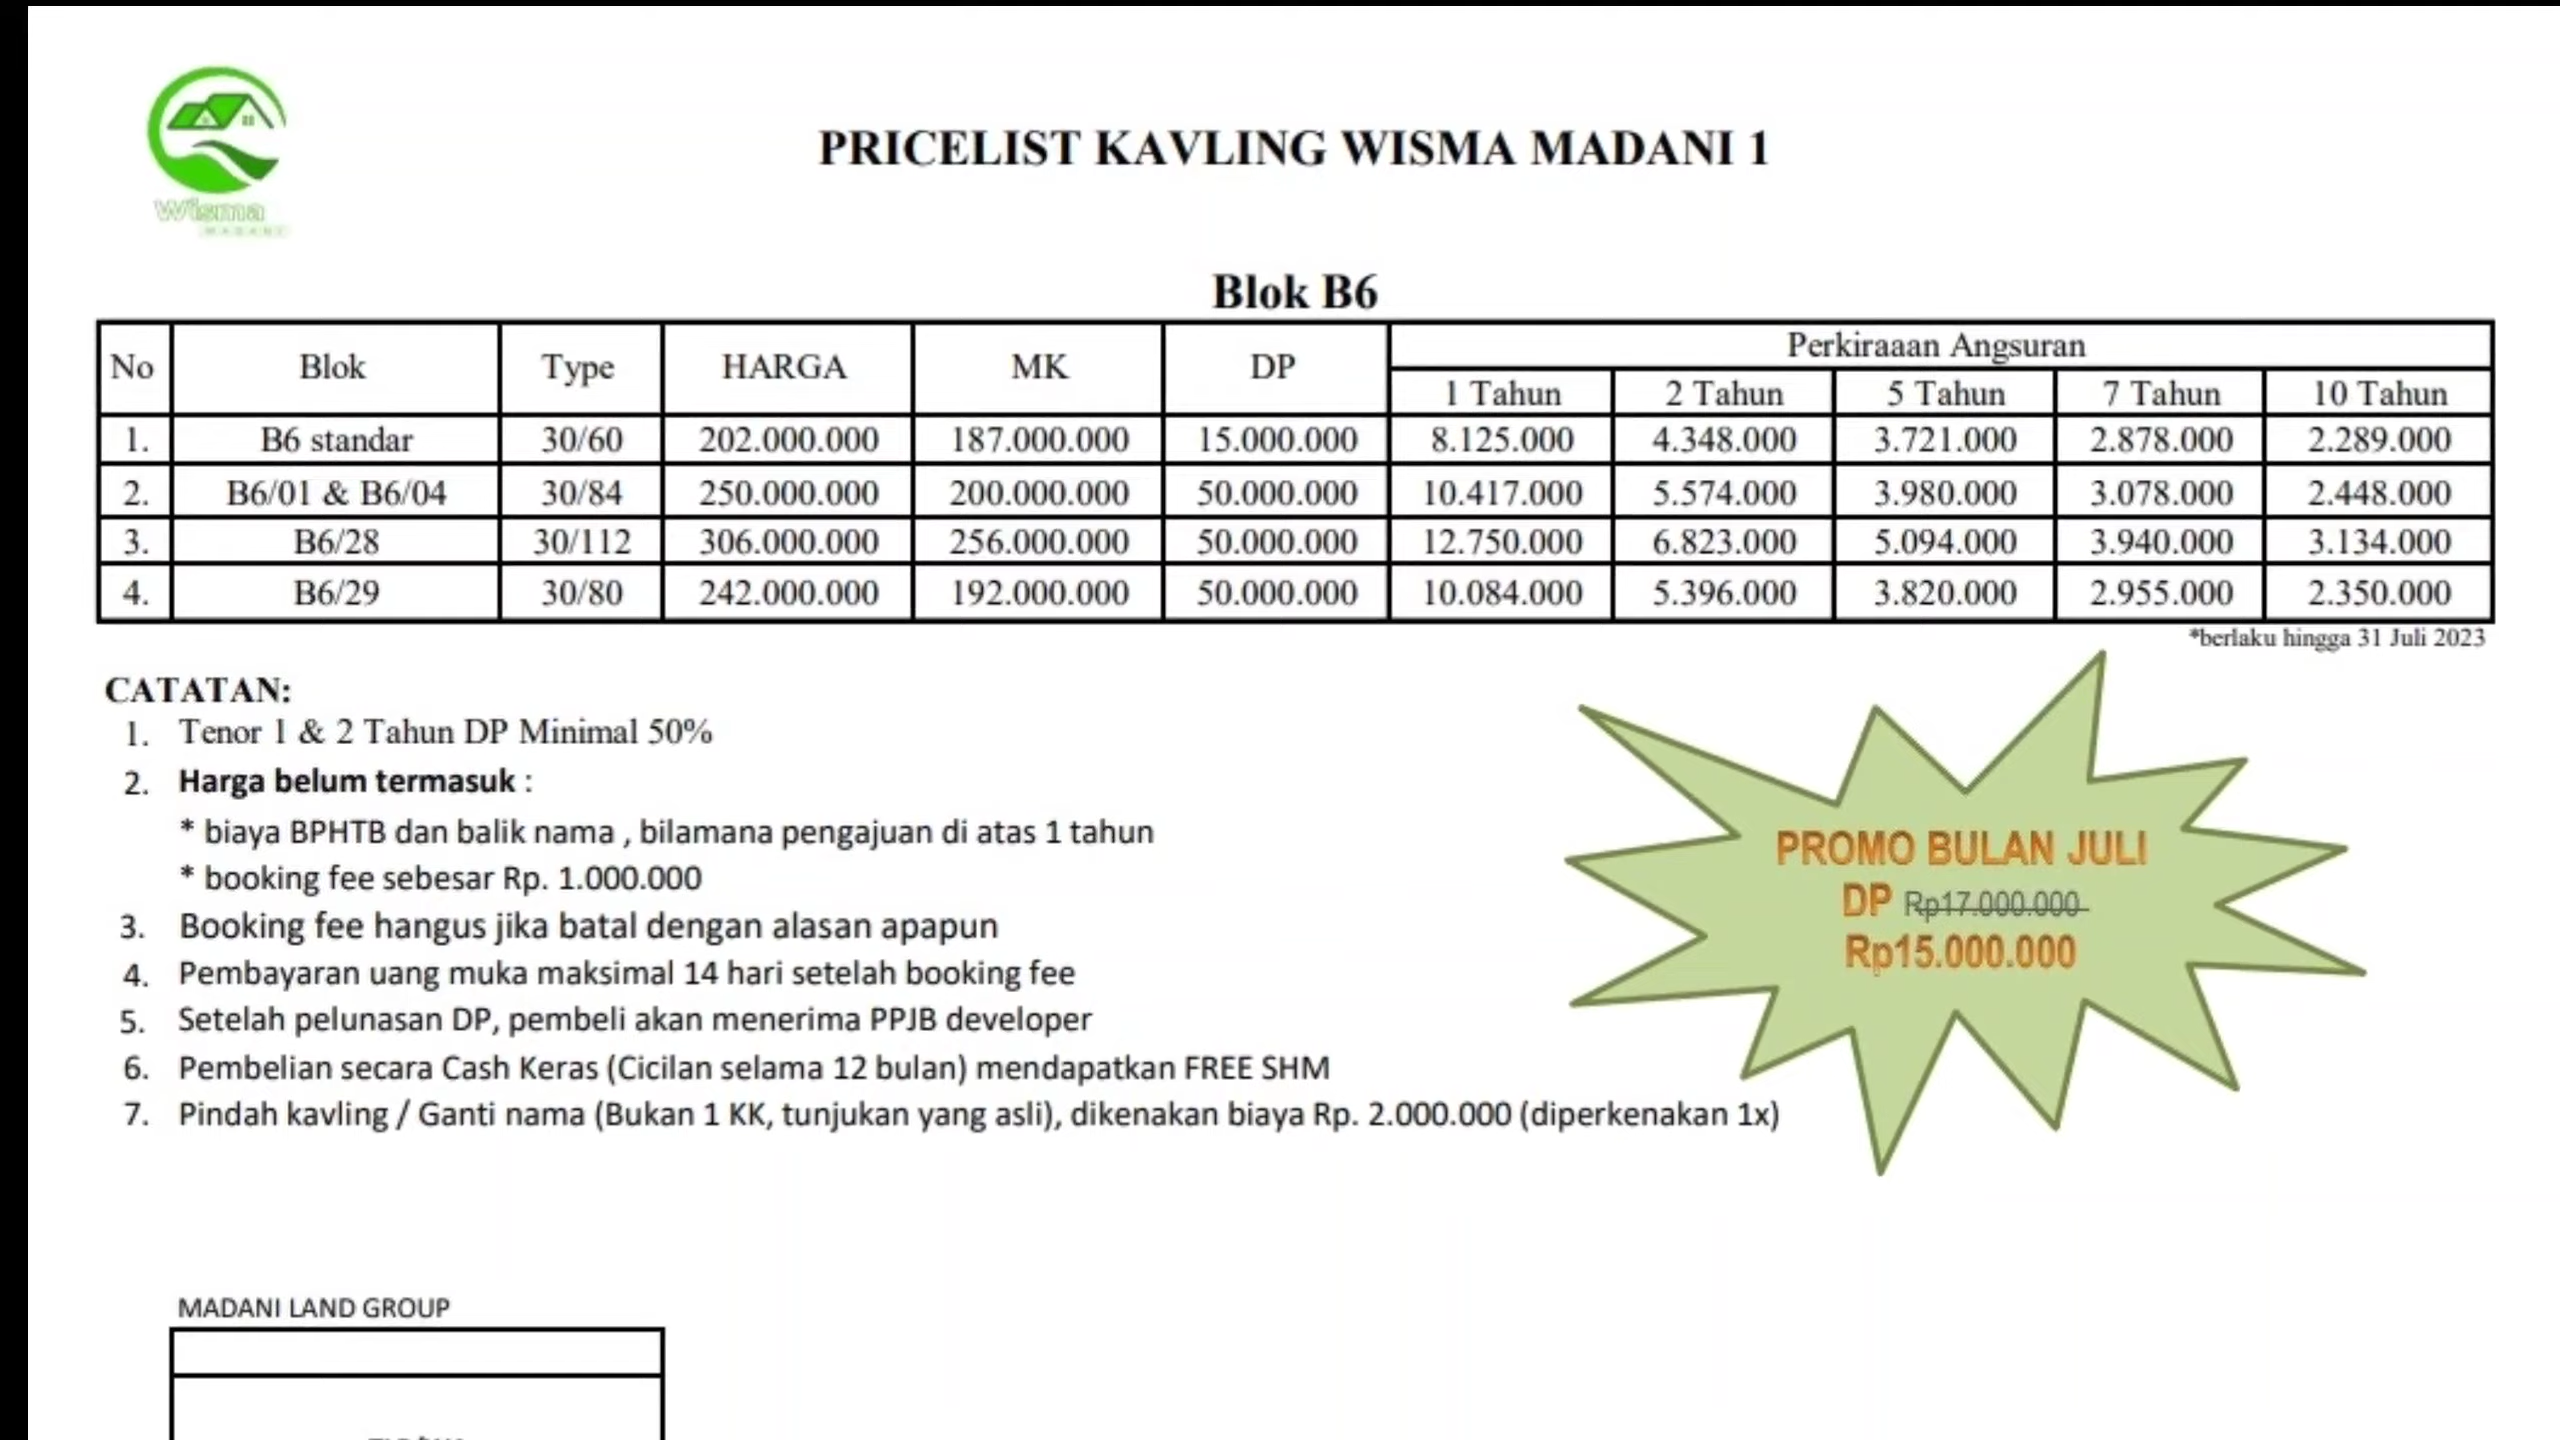 Wisma
MADANI
PRICELIST KAVLING WISMA MADANI 1
Blok B6
No Blok Type HARGA MK DP Perkiraaan Angsuran
1 Tahun 2 Tahun 5 Tahun 7 Tahun 10 Tahun
1. B6 standar 30/60 202.000.000 187.000.000 15.000.000 8.125.000 4.348.000 3.721.000 2.878.000 2.289.000
2. B6/01 & B6/04 30/84 250.000.000 200.000.000 50.000.000 10.417.000 5.574.000 3.980.000 3.078.000 2.448.000
3. B6/28 30/112 306.000.000 256.000.000 50.000.000 12.750.000 6.823.000 5.094.000 3.940.000 3.134.000
4. B6/29 30/80 242.000.000 192.000.000 50.000.000 10.084.000 5.396.000 3.820.000 2.955.000 2.350.000
*berlaku hingga 31 Juli 2023
CATATAN:
1. Tenor 1 & 2 Tahun DP Minimal 50%
2. Harga belum termasuk :
* biaya BPHTB dan balik nama , bilamana pengajuan di atas 1 tahun
* booking fee sebesar Rp. 1.000.000
3. Booking fee hangus jika batal dengan alasan apapun
4. Pembayaran uang muka maksimal 14 hari setelah booking fee
5. Setelah pelunasan DP, pembeli akan menerima PPJB developer
6. Pembelian secara Cash Keras (Cicilan selama 12 bulan) mendapatkan FREE SHM
7. Pindah kavling / Ganti nama (Bukan 1 KK, tunjukan yang asli), dikenakan biaya Rp. 2.000.000 (diperkenakan 1x)
PROMO BULAN JULI
DP Rp17.000.000
Rp15.000.000
MADANI LAND GROUP